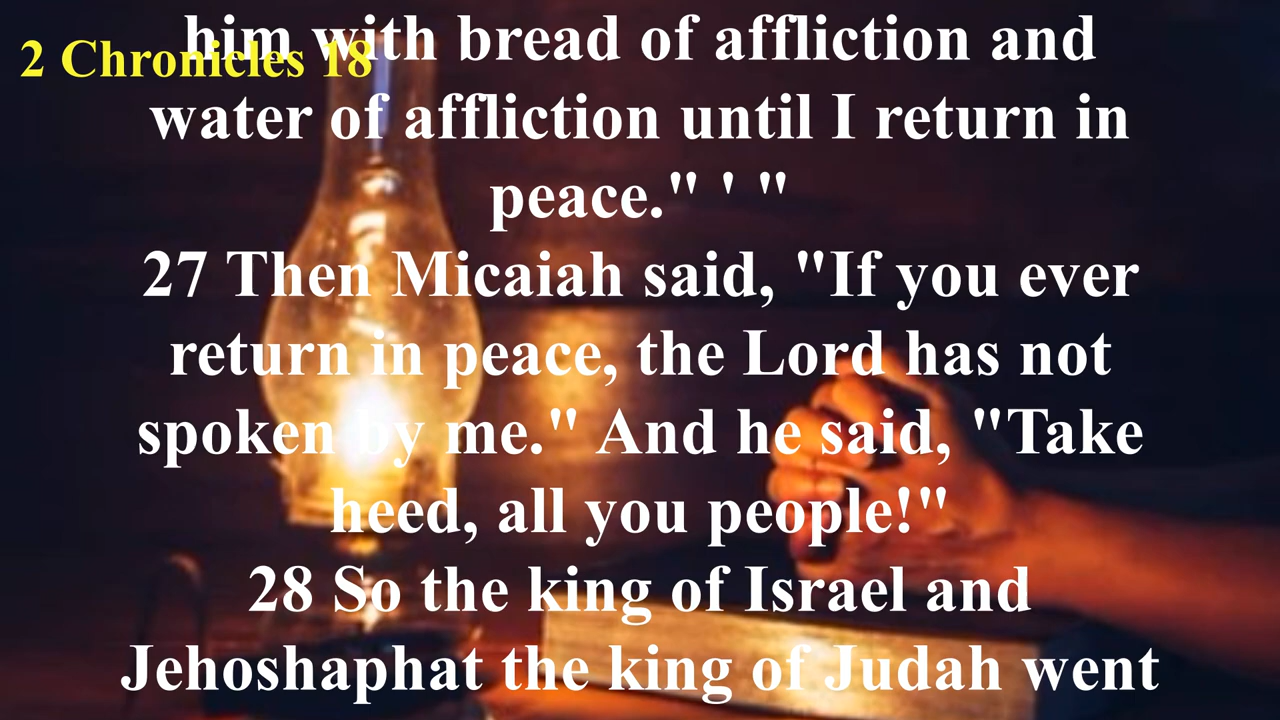 2 Chronicles 18
him with bread of affliction and
water of affliction until I return in
peace." ' "
27 Then Micaiah said, "If you ever
return in peace, the Lord has not
spoken by me." And he said, "Take
heed, all you people!"
28 So the king of Israel and
Jehoshaphat the king of Judah went